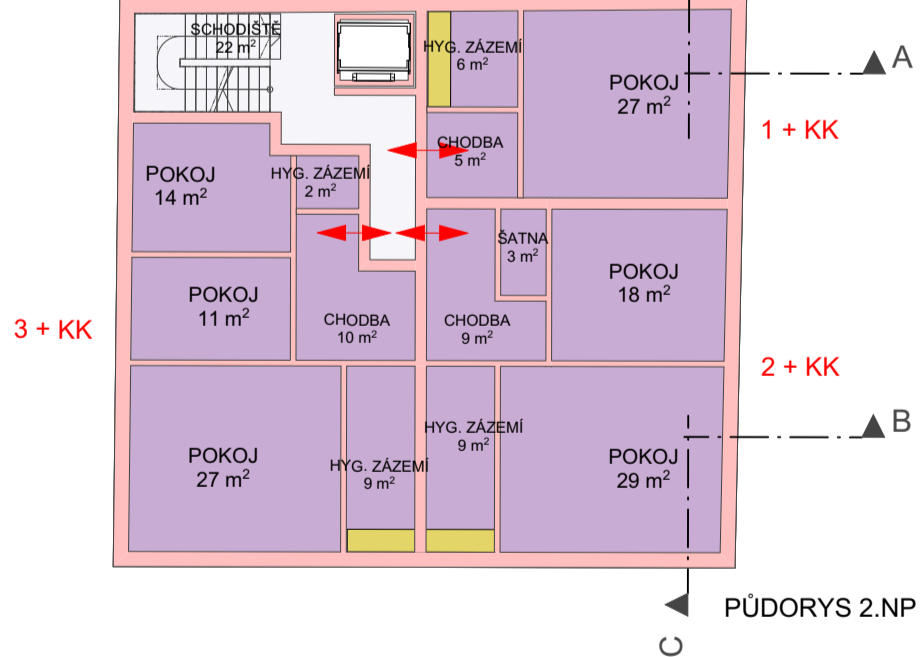 SCHODIŠTĚ
22 m²
HYG. ZÁZEMÍ
6 m²
POKOJ
27 m²
A
1 + KK
CHODBA
5 m²
POKOJ
14 m²
HYG. ZÁZEMÍ
2 m²
ŠATNA
3 m²
POKOJ
18 m²
POKOJ
11 m²
3 + KK
CHODBA
10 m²
CHODBA
9 m²
2 + KK
B
POKOJ
27 m²
HYG. ZÁZEMÍ
9 m²
HYG. ZÁZEMÍ
9 m²
POKOJ
29 m²
C
PŮDORYS 2.NP